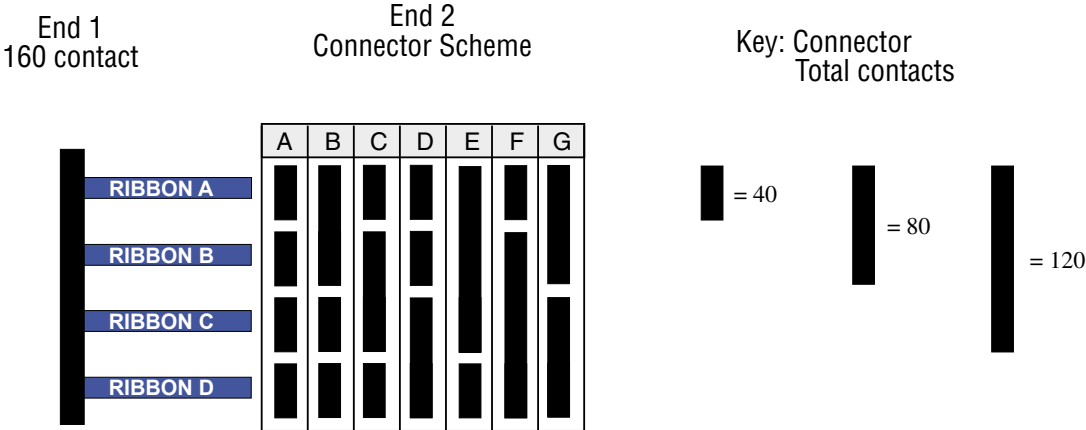 End 1
160 contact
End 2
Connector Scheme
Key: Connector
Total contacts
A B C D E F G
RIBBON A
RIBBON B
RIBBON C
RIBBON D
= 40
= 80
= 120